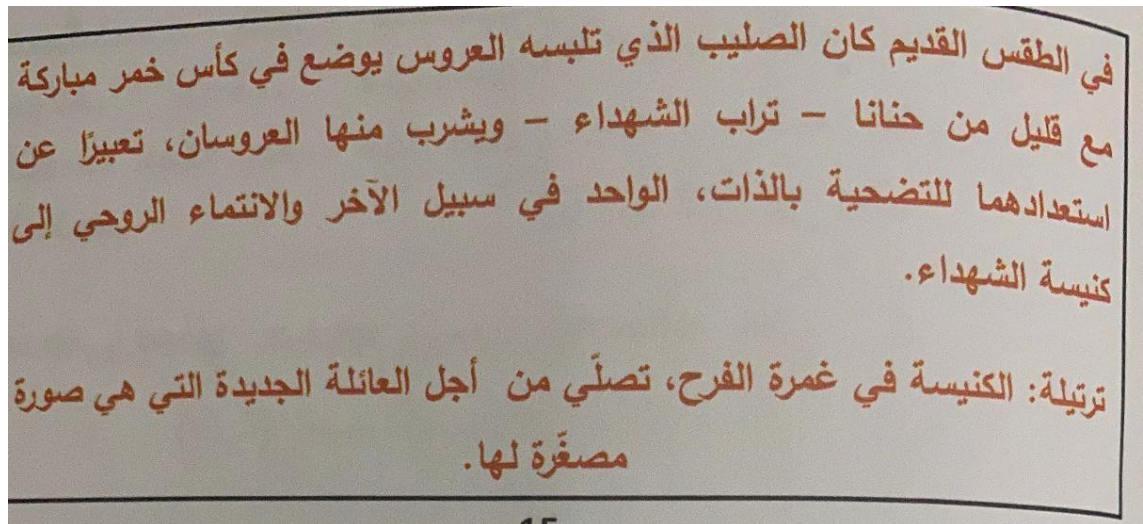 في الطقس القديم كان الصليب الذي تلبسه العروس يوضع في كأس خمر مباركة
مع قليل من حنانا – تراب الشهداء – ويشرب منها العروسان، تعبيرًا عن
استعدادهما للتضحية بالذات، الواحد في سبيل الآخر والانتماء الروحي إلى
كنيسة الشهداء.
ترتيلة: الكنيسة في غمرة الفرح، تصلّي من أجل العائلة الجديدة التي هي صورة
مصغّرة لها.